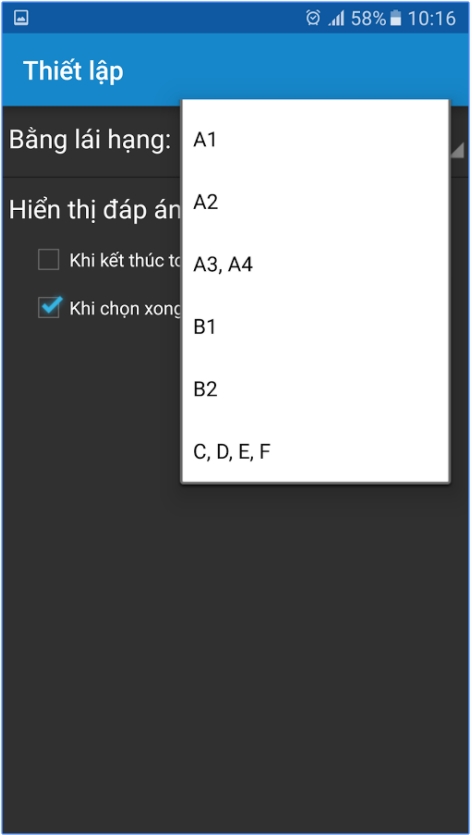 58% 10:16
Thiết lập
Bằng lái hạng:
A1
A2
A3, A4
B1
B2
C, D, E, F
Hiển thị đáp án
Khi kết thúc
Khi chọn xong